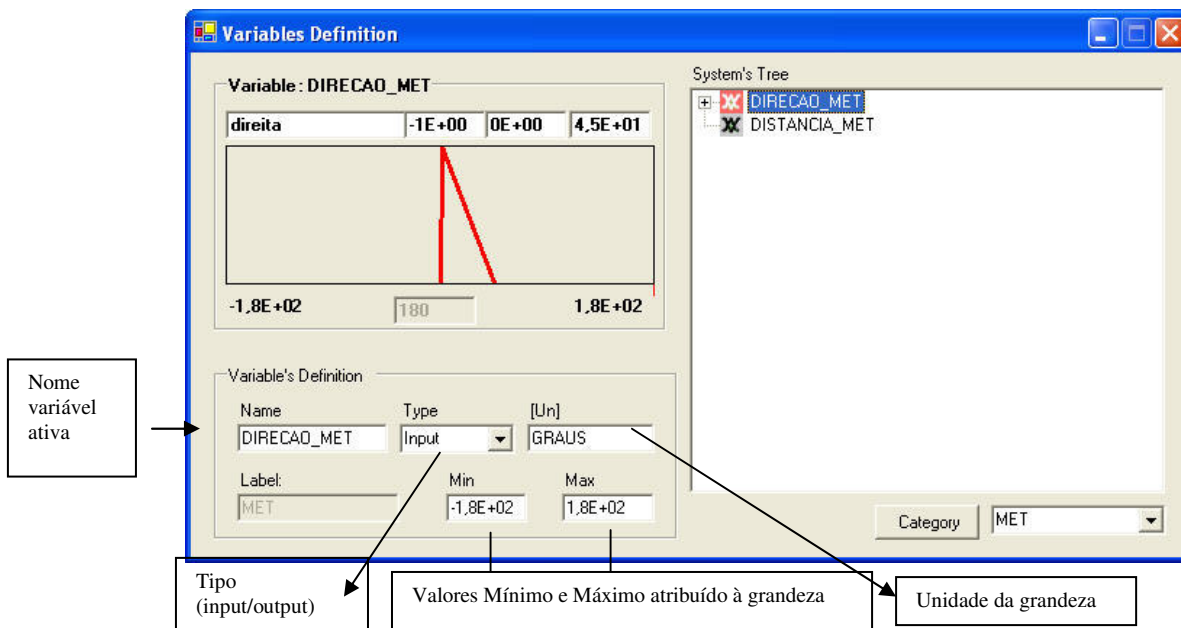 Variables Definition
Variable : DIRECAO_MET
direita -1E+00 0E+00 4,5E+01
-1,8E+02 180 1,8E+02
System's Tree
DIRECAO_MET
DISTANCIA_MET
Nome
variável
ativa
Variable's Definition
Name Type [Un]
DIRECAO_MET Input GRAUS
Label: Min Max
MET -1,8E+02 1,8E+02
Category MET
Tipo
(input/output)
Valores Mínimo e Máximo atribuído à grandeza
Unidade da grandeza